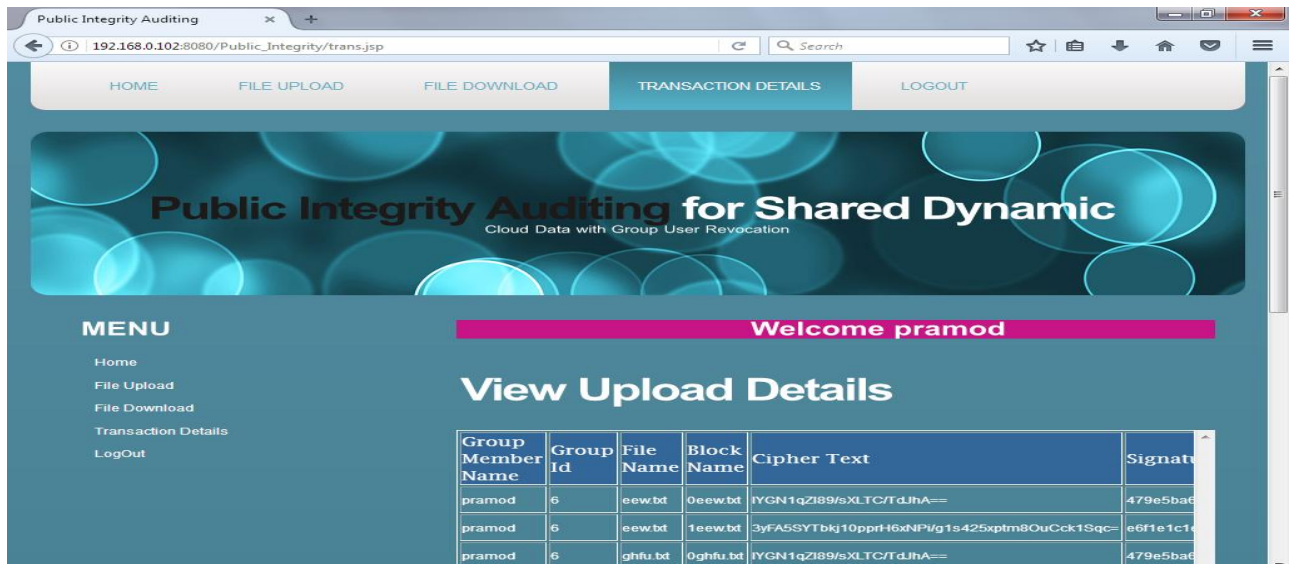 Public Integrity Auditing
192.168.0.102:8080/Public_Integrity/trans.jsp
Search
HOME FILE UPLOAD FILE DOWNLOAD TRANSACTION DETAILS LOGOUT
Public Integrity Auditing for Shared Dynamic
Cloud Data with Group User Revocation
MENU
Home
File Upload
File Download
Transaction Details
LogOut
Welcome pramod
View Upload Details
Group Member Name Group Id File Name Block Name Cipher Text Signatu
pramod 6 eew.txt 0eew.txt IYGN1qZI89/sXLTC/TdJhA== 479e5ba6
pramod 6 eew.txt 1eew.txt 3yFA5SYTbkj10pprH6xNPi/g1s425xptm8OuCck1Sqc= e6f1e1c1e
pramod 6 ghfu.txt 0ghfu.txt IYGN1qZI89/sXLTC/TdJhA== 479e5ba6